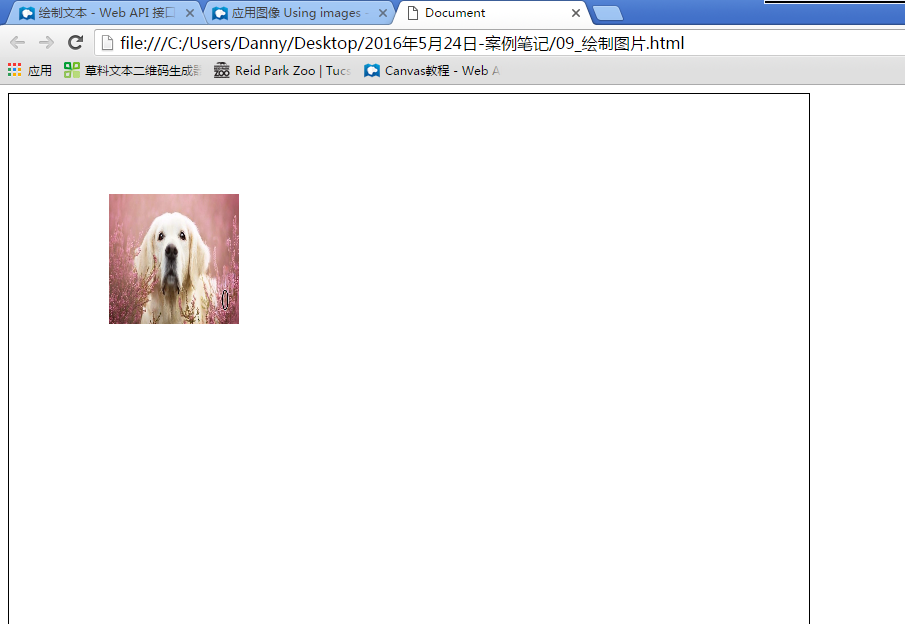 绘制文本 - Web API 接口
应用图像 Using images -
Document
file:///C:/Users/Danny/Desktop/2016年5月24日-案例笔记/09_绘制图片.html
应用
草料文本二维码生成器
Reid Park Zoo | Tucs
Canvas教程 - Web A